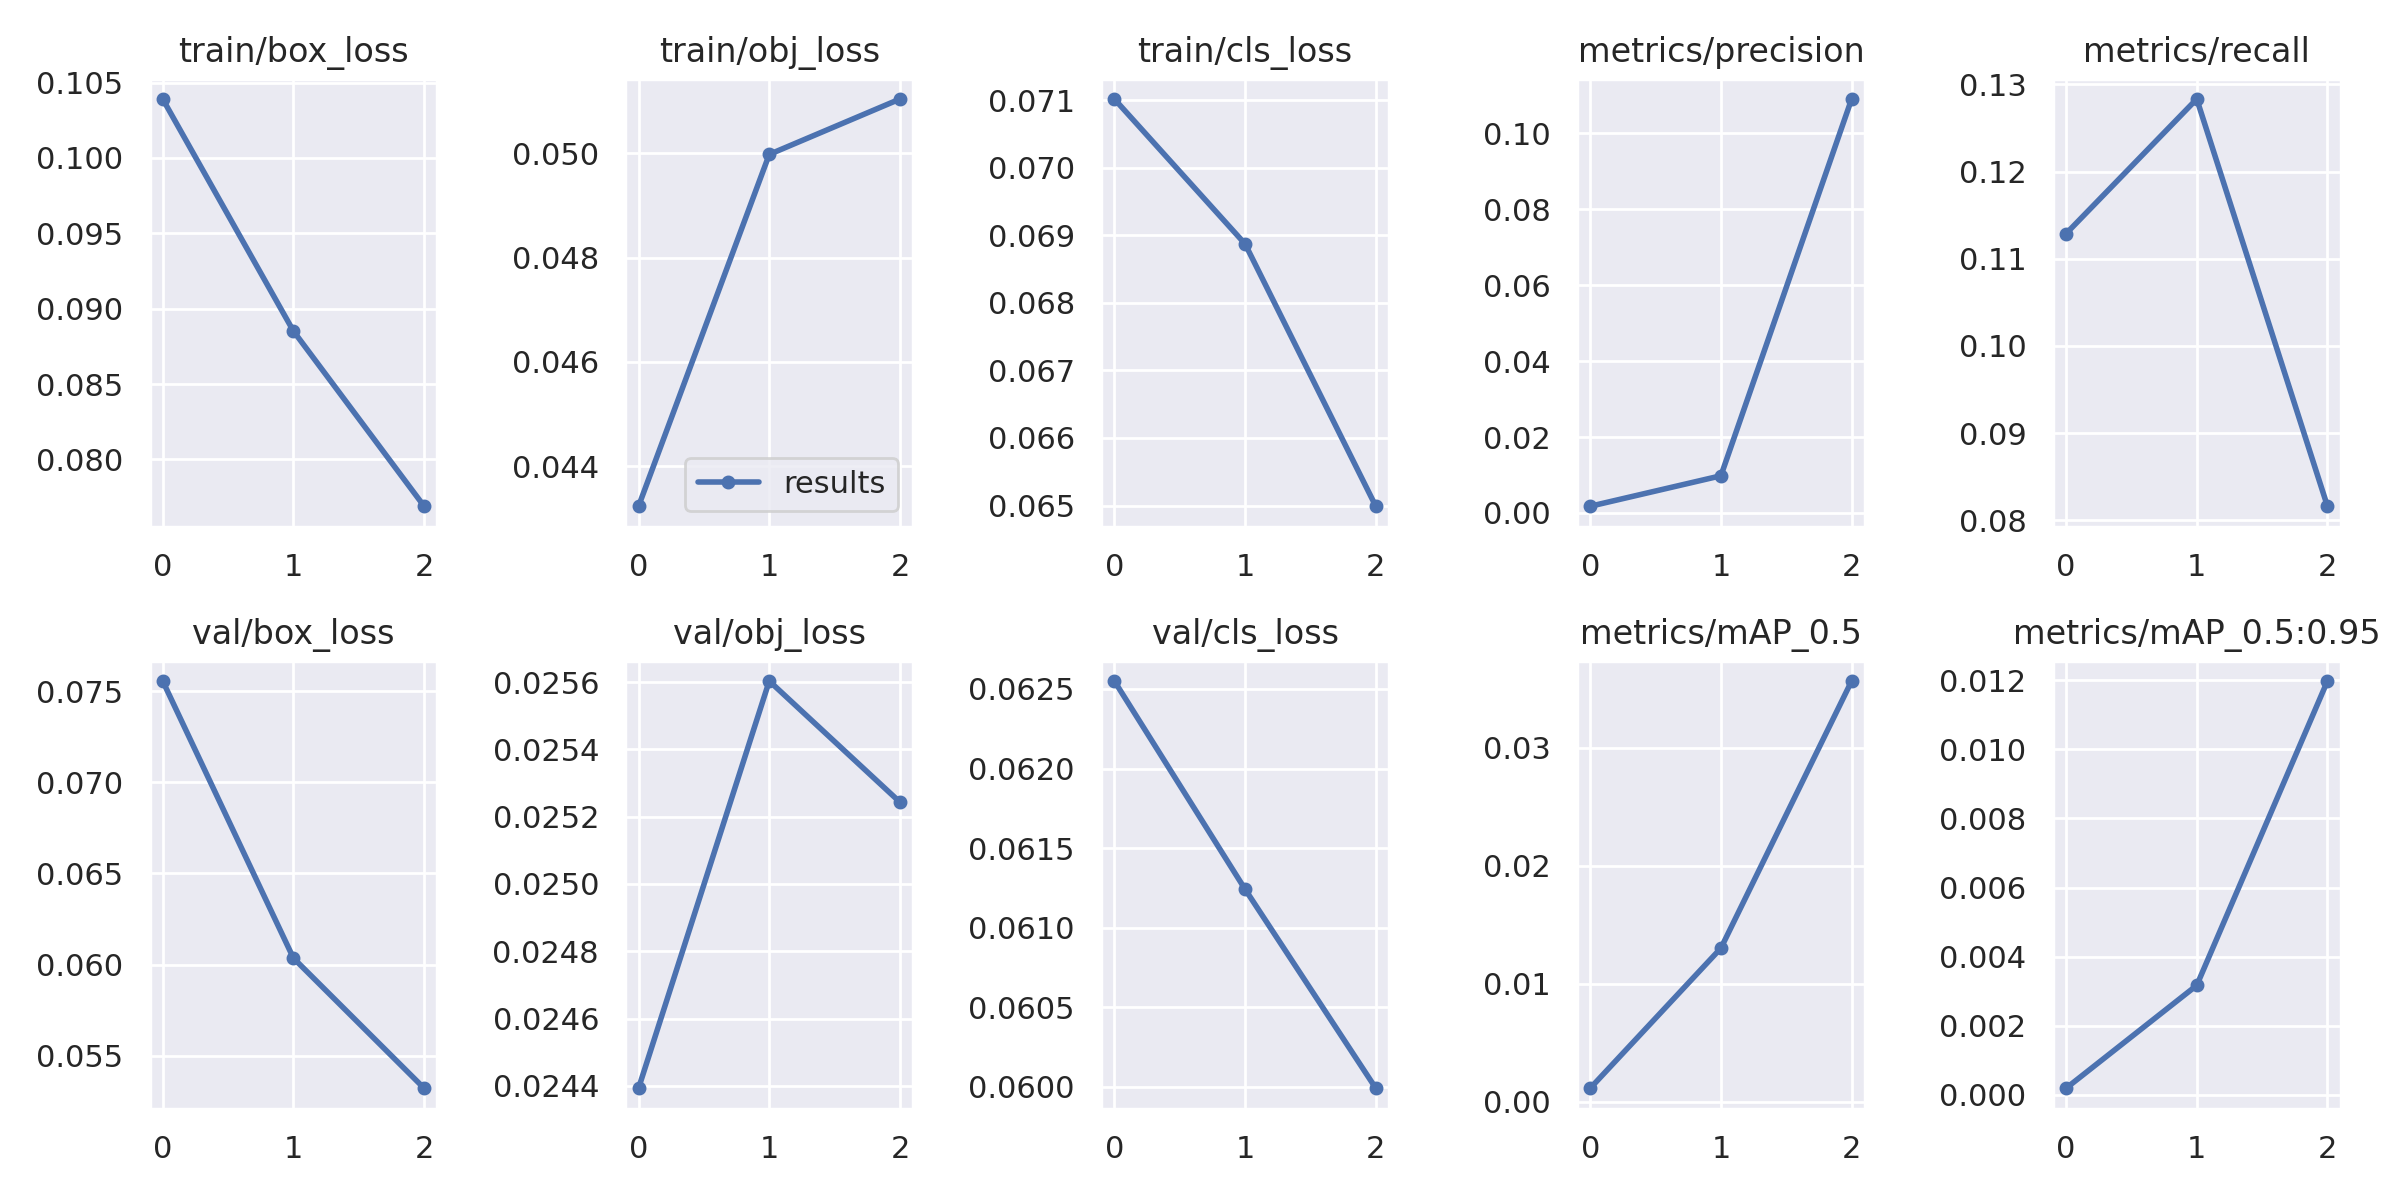 train/box_loss
0.105
0.100
0.095
0.090
0.085
0.080
0 1 2
train/obj_loss
0.050
0.048
0.046
0.044
results
0 1 2
train/cls_loss
0.071
0.070
0.069
0.068
0.067
0.066
0.065
0 1 2
metrics/precision
0.10
0.08
0.06
0.04
0.02
0.00
0 1 2
metrics/recall
0.13
0.12
0.11
0.10
0.09
0.08
0 1 2
val/box_loss
0.075
0.070
0.065
0.060
0.055
0 1 2
val/obj_loss
0.0256
0.0254
0.0252
0.0250
0.0248
0.0246
0.0244
0 1 2
val/cls_loss
0.0625
0.0620
0.0615
0.0610
0.0605
0.0600
0 1 2
metrics/mAP_0.5
0.03
0.02
0.01
0.00
0 1 2
metrics/mAP_0.5:0.95
0.012
0.010
0.008
0.006
0.004
0.002
0.000
0 1 2